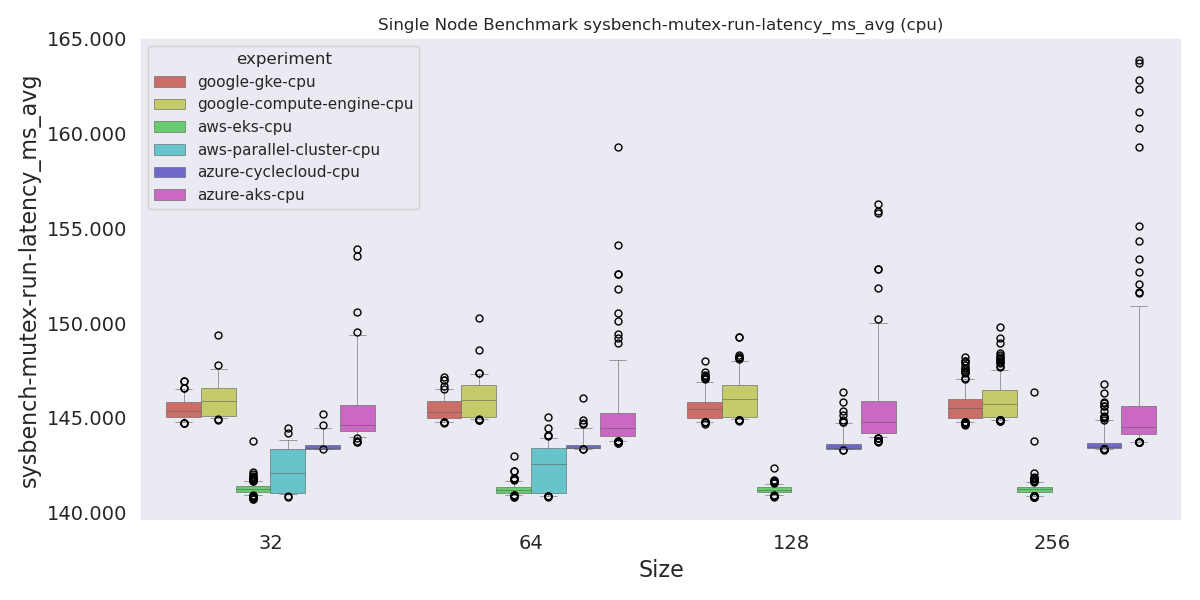 Single Node Benchmark sysbench-mutex-run-latency_ms_avg (cpu)
sysbench-mutex-run-latency_ms_avg
165.000
160.000
155.000
150.000
145.000
140.000
experiment
google-gke-cpu
google-compute-engine-cpu
aws-eks-cpu
aws-parallel-cluster-cpu
azure-cyclecloud-cpu
azure-aks-cpu
32
64
128
256
Size